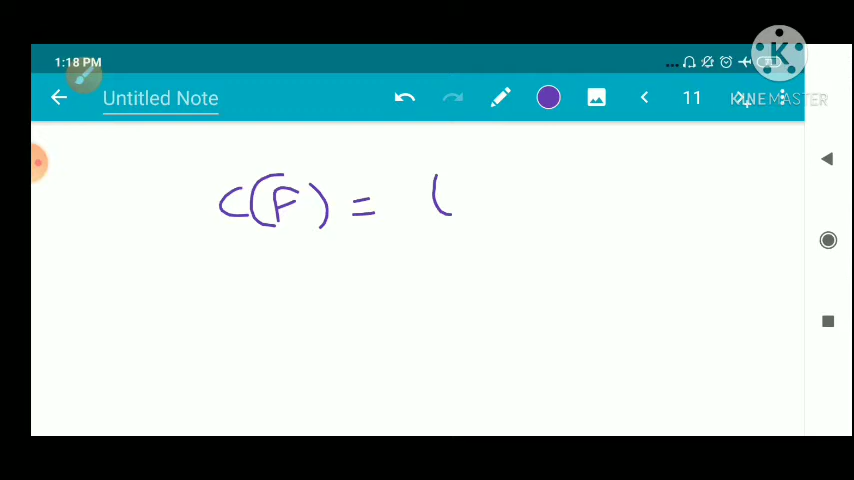 1:18 PM
Untitled Note
11
KINEMASTER
C(F) = (